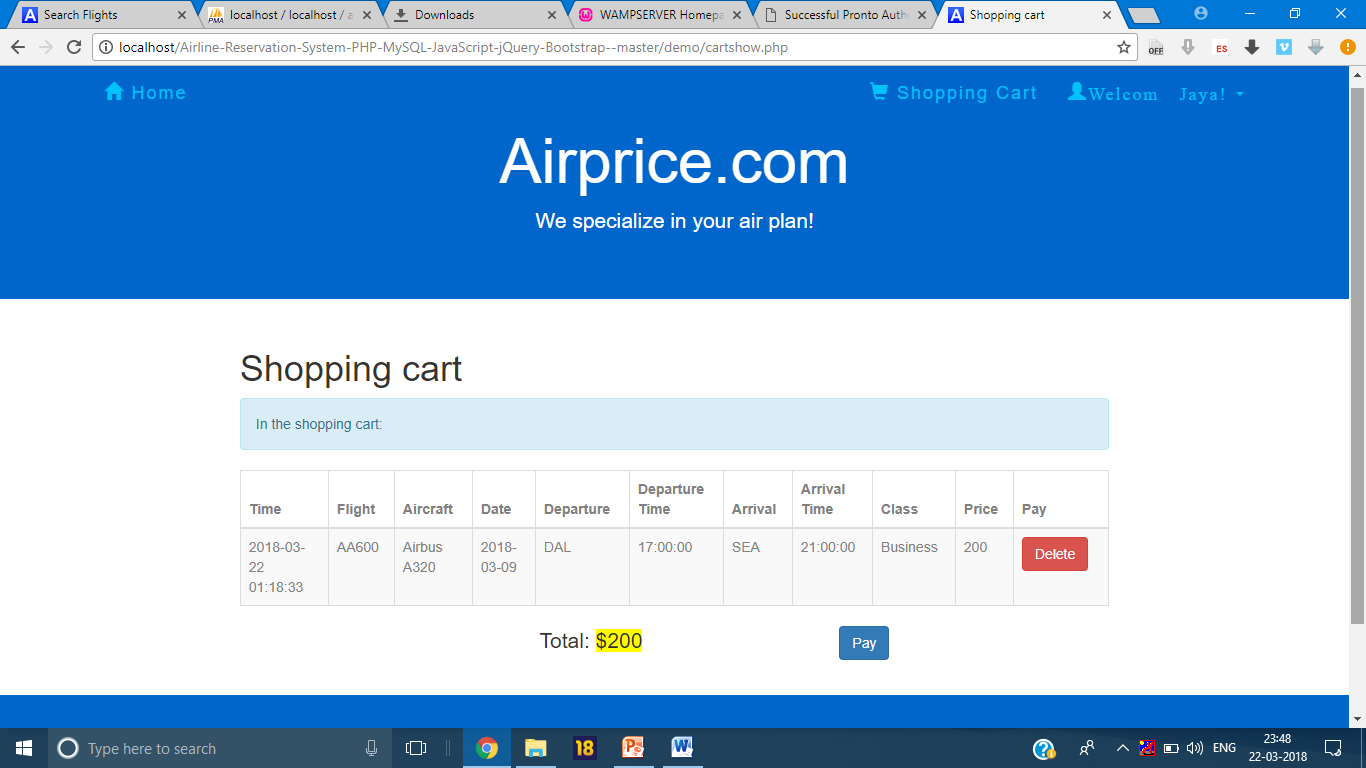 Search Flights
localhost / localhost / a
Downloads
WAMPSERVER Homepa
Successful Pronto Auth
Shopping cart
localhost/Airline-Reservation-System-PHP-MySQL-JavaScript-jQuery-Bootstrap--master/demo/cartshow.php
Home
Shopping Cart
Welcom Jaya!
Airprice.com
We specialize in your air plan!
Shopping cart
In the shopping cart:
Time Flight Aircraft Date Departure Departure Time Arrival Arrival Time Class Price Pay
2018-03-22 01:18:33 AA600 Airbus A320 2018-03-09 DAL 17:00:00 SEA 21:00:00 Business 200 Delete
Total: $200
Pay
Type here to search
18
ENG
23:48
22-03-2018